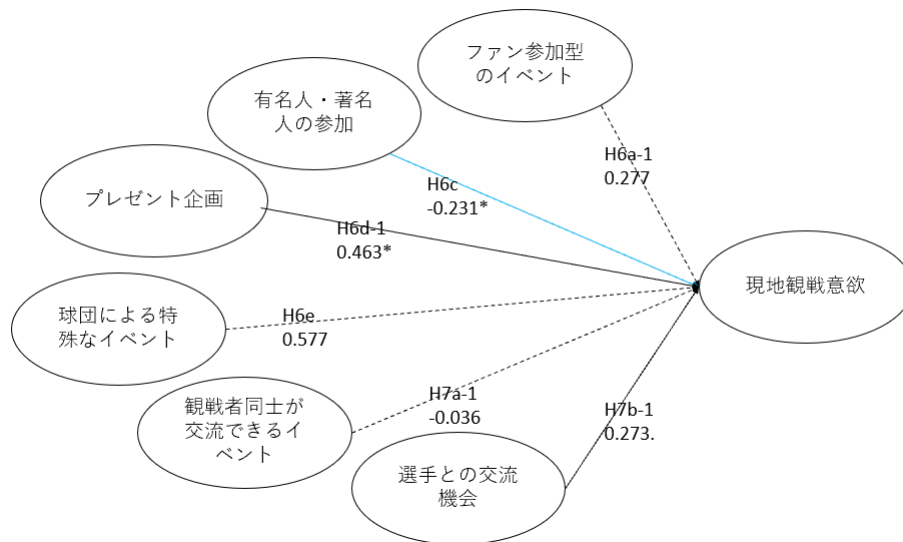 ファン参加型
のイベント
有名人・著名
人の参加
H6a-1
0.277
H6c
-0.231*
プレゼント企画
H6d-1
0.463*
現地観戦意欲
球団による特
殊なイベント
H6e
0.577
観戦者同士が
交流できるイ
ベント
H7a-1
-0.036
H7b-1
0.273.
選手との交流
機会